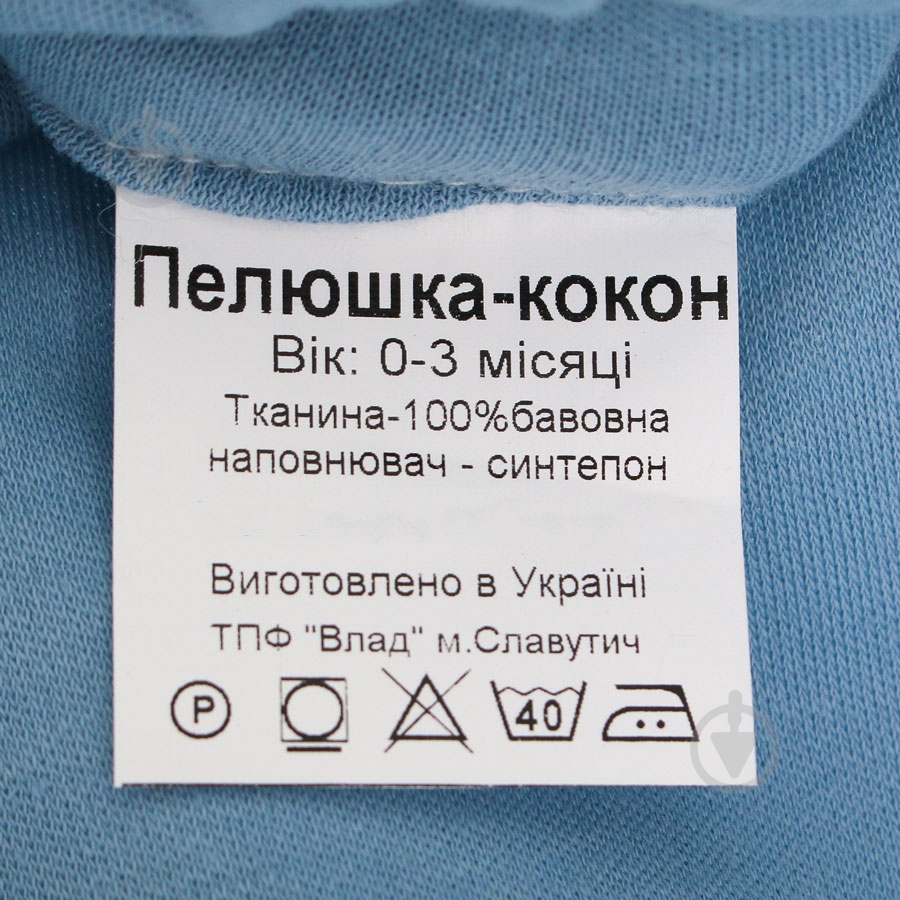 Пелюшка-кокон
Вік: 0-3 місяці
Тканина-100%бавовна
наповнювач - синтепон
Виготовлено в Україні
ТПФ "Влад" м.Славутич
P 40